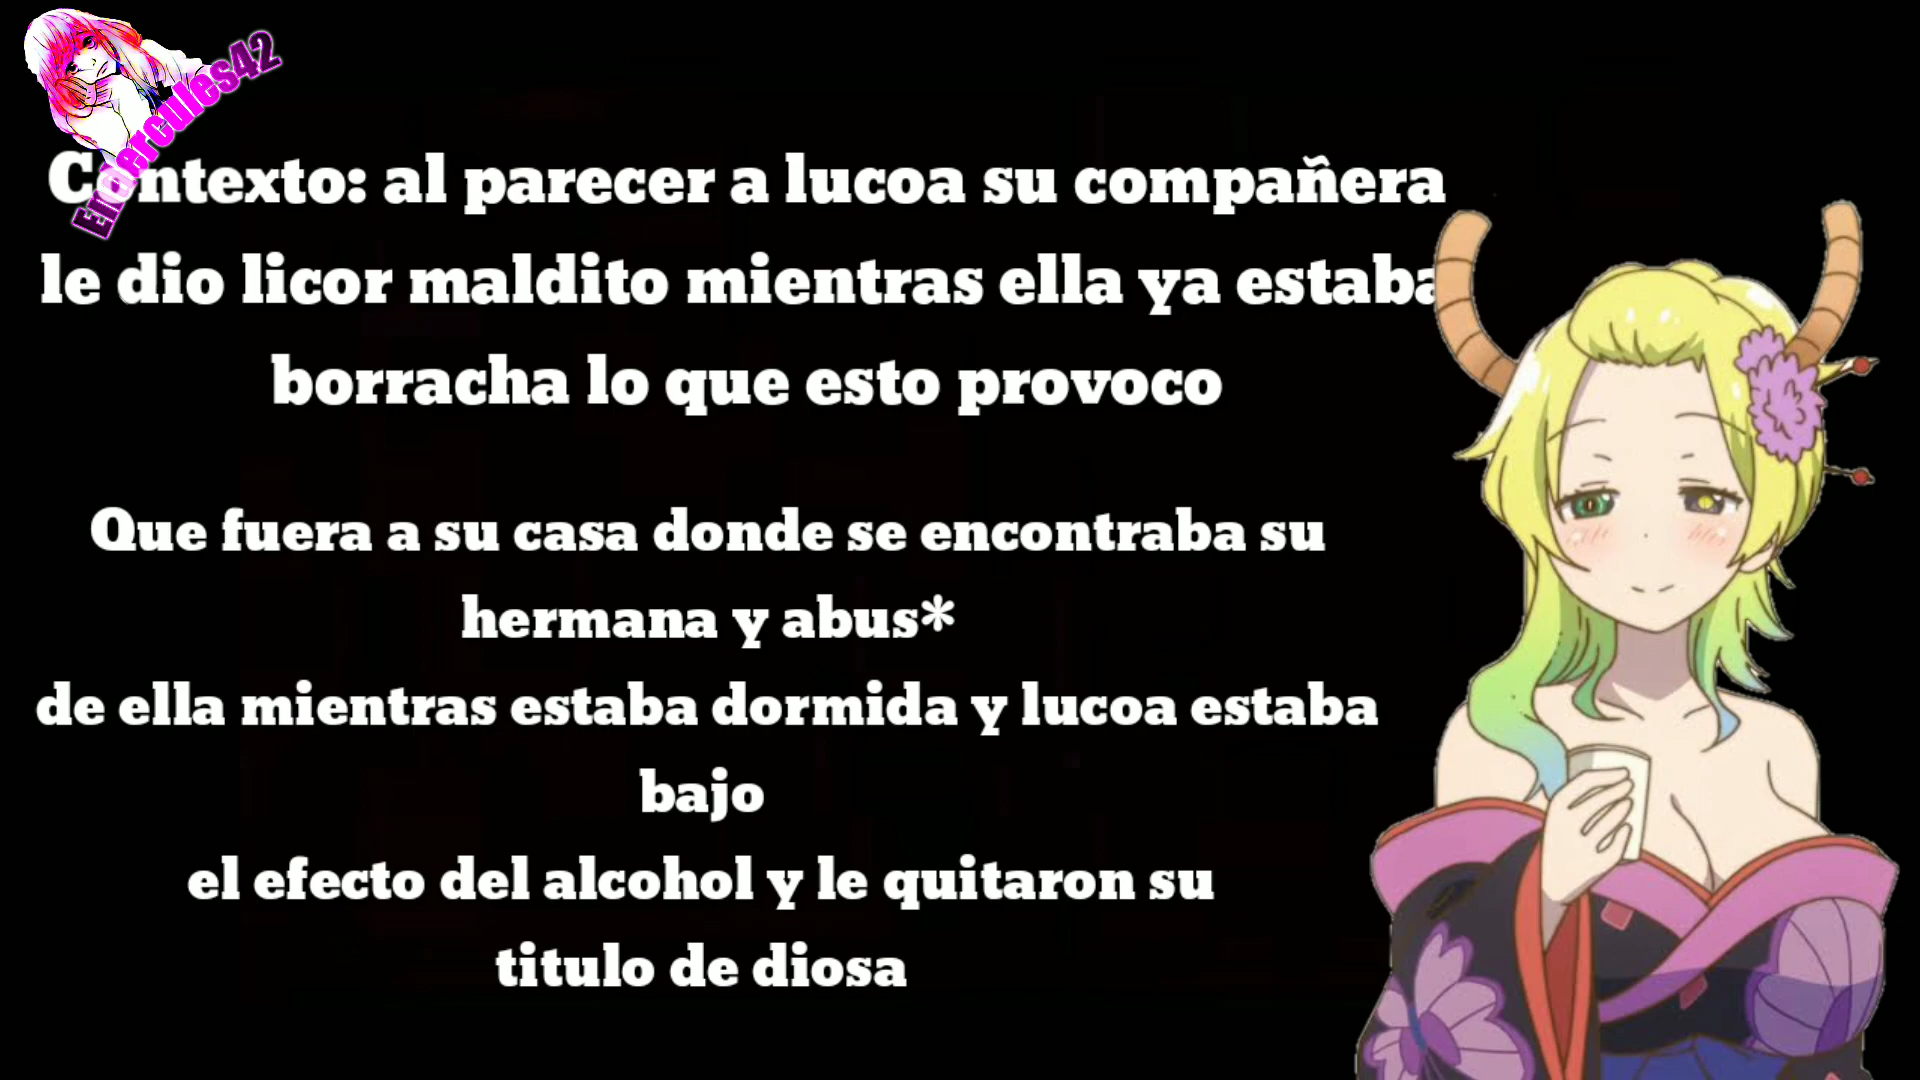 Endercules42
Contexto: al parecer a lucoa su compañera
le dio licor maldito mientras ella ya estaba
borracha lo que esto provoco
Que fuera a su casa donde se encontraba su
hermana y abus*
de ella mientras estaba dormida y lucoa estaba
bajo
el efecto del alcohol y le quitaron su
titulo de diosa